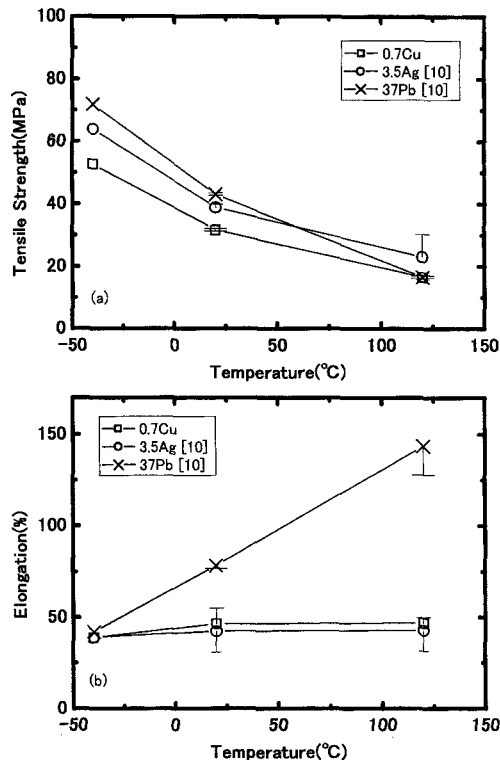 100
80
60
40
20
0
Tensile Strength(MPa)
0.7Cu
3.5Ag [10]
37Pb [10]
(a)
-50 0 50 100 150
Temperature(℃)
150
100
50
0
Elongation(%)
0.7Cu
3.5Ag [10]
37Pb [10]
(b)
-50 0 50 100 150
Temperature(℃)